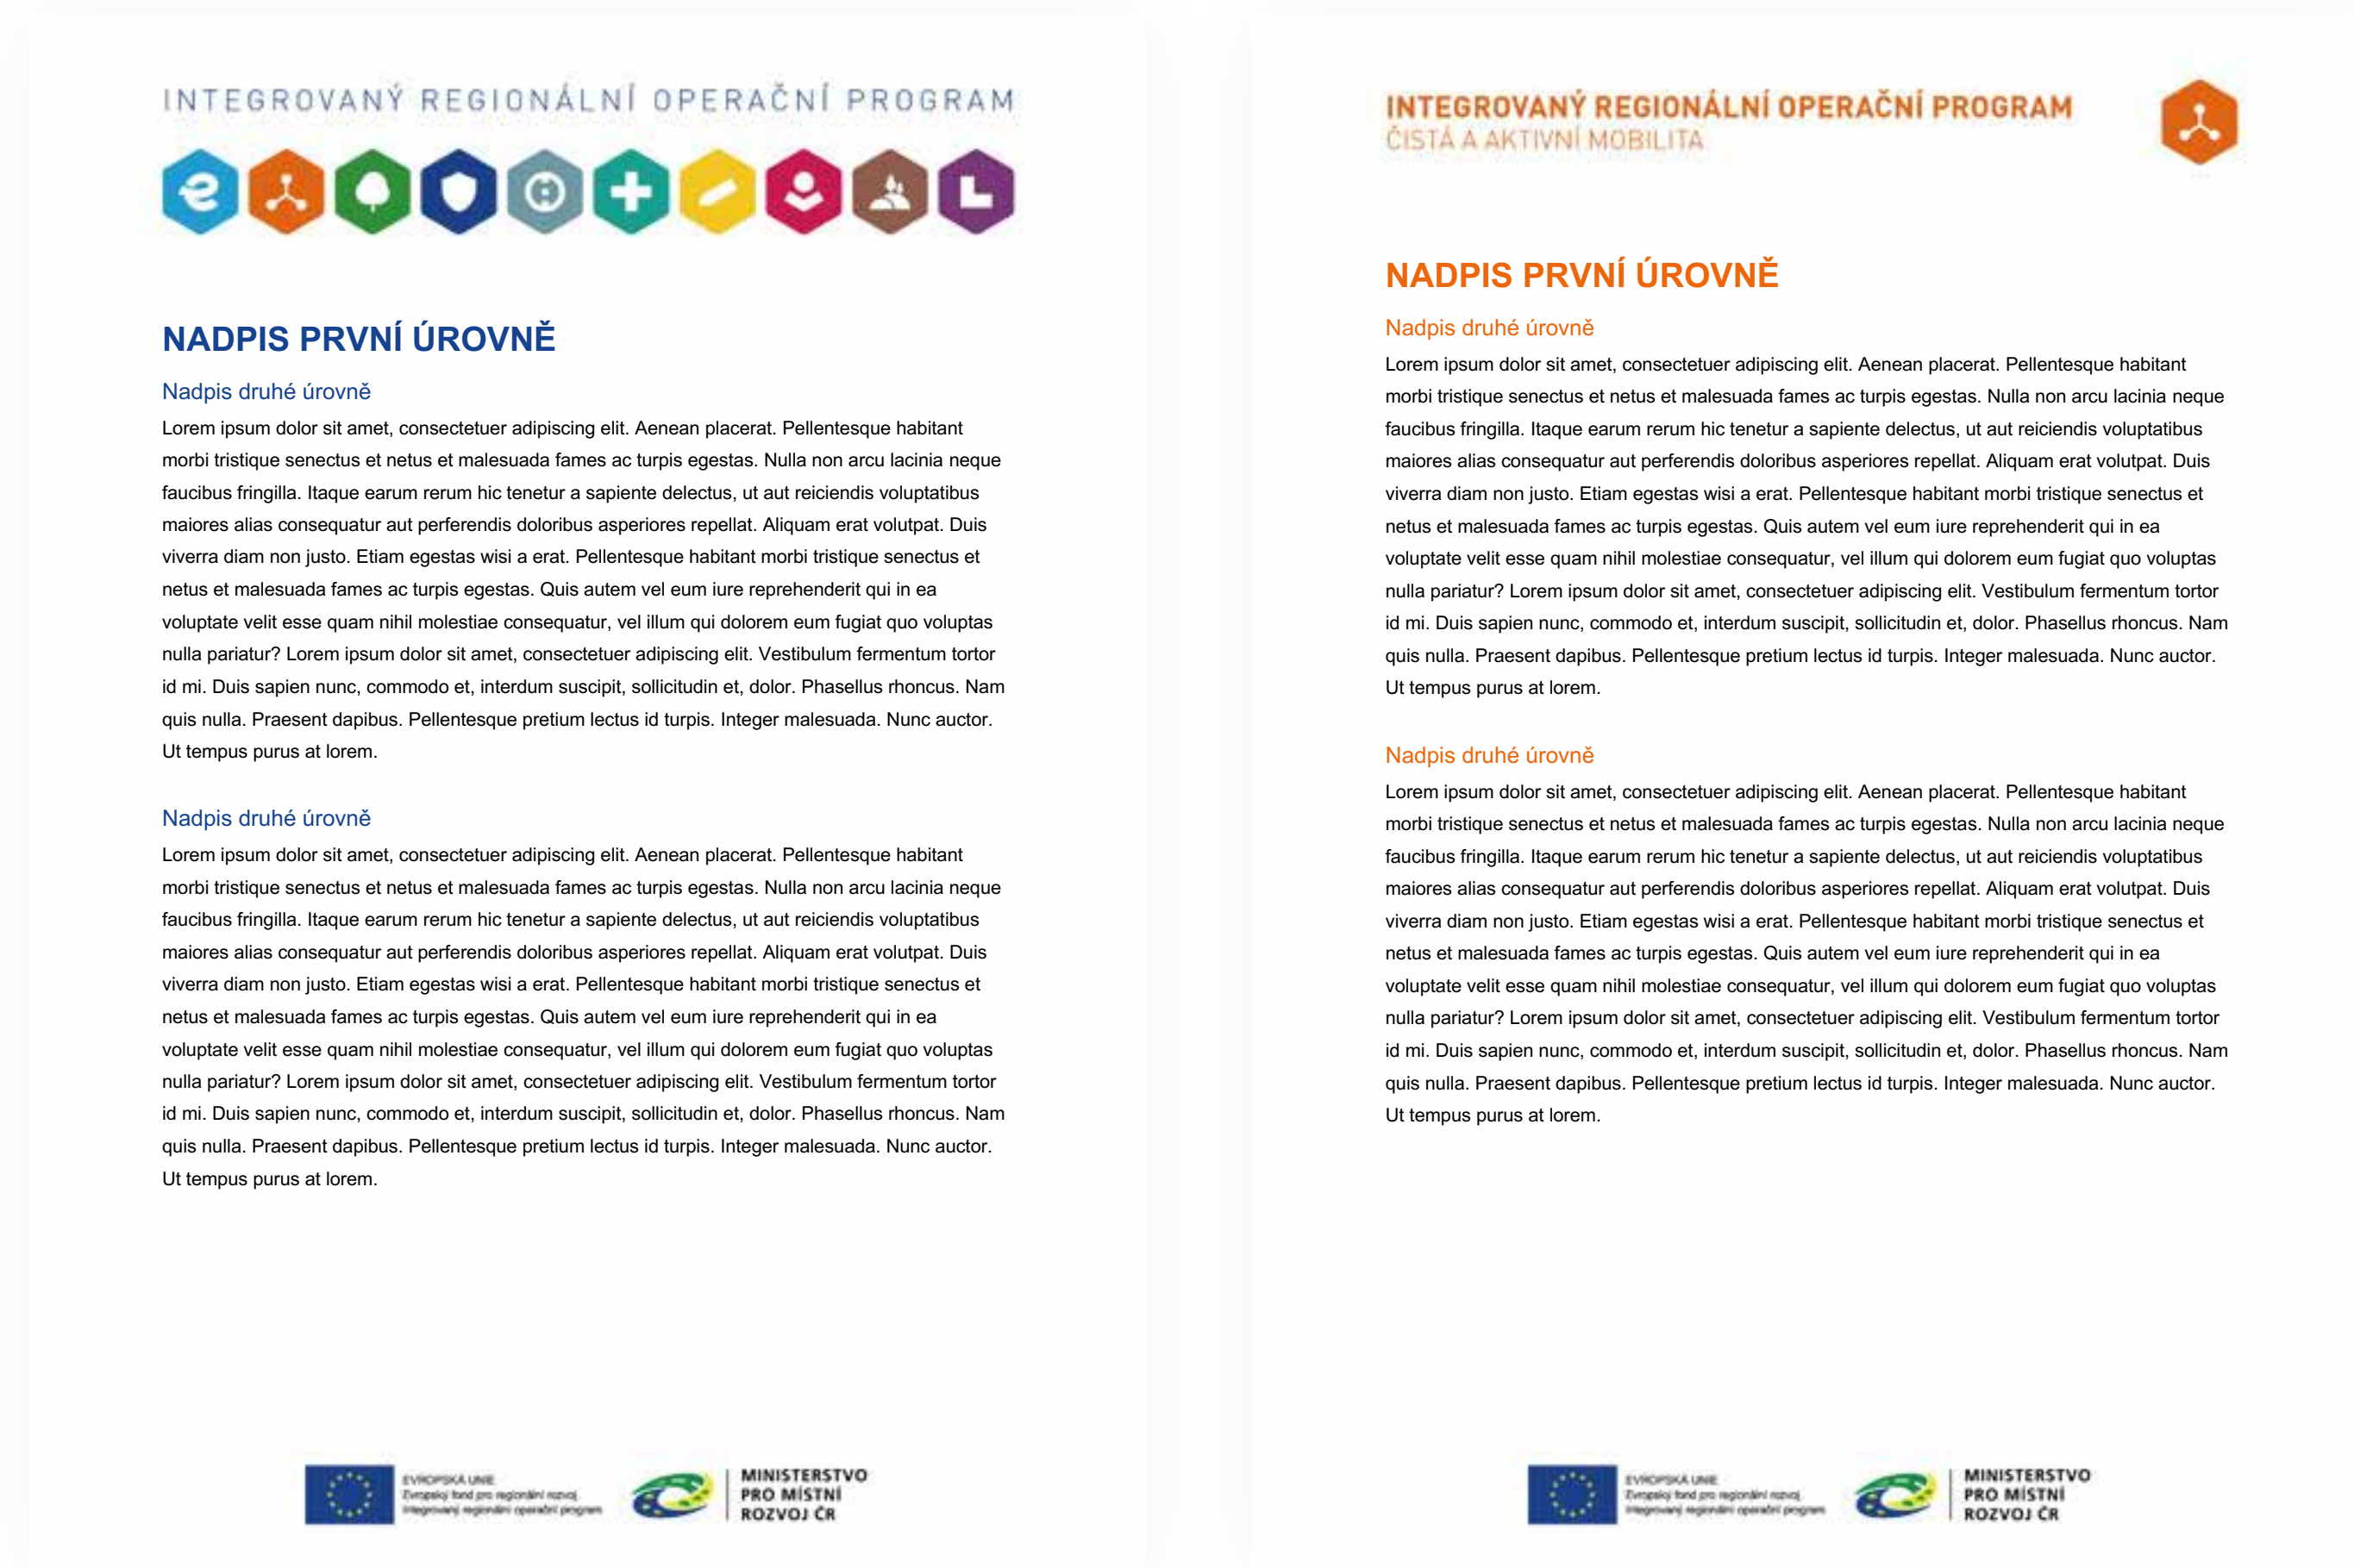 INTEGROVANÝ REGIONÁLNÍ OPERAČNÍ PROGRAM
NADPIS PRVNÍ ÚROVNĚ
Nadpis druhé úrovně
Lorem ipsum dolor sit amet, consectetuer adipiscing elit. Aenean placerat. Pellentesque habitant
morbi tristique senectus et netus et malesuada fames ac turpis egestas. Nulla non arcu lacinia neque
faucibus fringilla. Itaque earum rerum hic tenetur a sapiente delectus, ut aut reiciendis voluptatibus
maiores alias consequatur aut perferendis doloribus asperiores repellat. Aliquam erat volutpat. Duis
viverra diam non justo. Etiam egestas wisi a erat. Pellentesque habitant morbi tristique senectus et
netus et malesuada fames ac turpis egestas. Quis autem vel eum iure reprehenderit qui in ea
voluptate velit esse quam nihil molestiae consequatur, vel illum qui dolorem eum fugiat quo voluptas
nulla pariatur? Lorem ipsum dolor sit amet, consectetuer adipiscing elit. Vestibulum fermentum tortor
id mi. Duis sapien nunc, commodo et, interdum suscipit, sollicitudin et, dolor. Phasellus rhoncus. Nam
quis nulla. Praesent dapibus. Pellentesque pretium lectus id turpis. Integer malesuada. Nunc auctor.
Ut tempus purus at lorem.
Nadpis druhé úrovně
Lorem ipsum dolor sit amet, consectetuer adipiscing elit. Aenean placerat. Pellentesque habitant
morbi tristique senectus et netus et malesuada fames ac turpis egestas. Nulla non arcu lacinia neque
faucibus fringilla. Itaque earum rerum hic tenetur a sapiente delectus, ut aut reiciendis voluptatibus
maiores alias consequatur aut perferendis doloribus asperiores repellat. Aliquam erat volutpat. Duis
viverra diam non justo. Etiam egestas wisi a erat. Pellentesque habitant morbi tristique senectus et
netus et malesuada fames ac turpis egestas. Quis autem vel eum iure reprehenderit qui in ea
voluptate velit esse quam nihil molestiae consequatur, vel illum qui dolorem eum fugiat quo voluptas
nulla pariatur? Lorem ipsum dolor sit amet, consectetuer adipiscing elit. Vestibulum fermentum tortor
id mi. Duis sapien nunc, commodo et, interdum suscipit, sollicitudin et, dolor. Phasellus rhoncus. Nam
quis nulla. Praesent dapibus. Pellentesque pretium lectus id turpis. Integer malesuada. Nunc auctor.
Ut tempus purus at lorem.
EVROPSKÁ UNIE
Evropský fond pro regionální rozvoj
Integrovaný regionální operační program
MINISTERSTVO
PRO MÍSTNÍ
ROZVOJ ČR
INTEGROVANÝ REGIONÁLNÍ OPERAČNÍ PROGRAM
ČISTÁ A AKTIVNÍ MOBILITA
NADPIS PRVNÍ ÚROVNĚ
Nadpis druhé úrovně
Lorem ipsum dolor sit amet, consectetuer adipiscing elit. Aenean placerat. Pellentesque habitant
morbi tristique senectus et netus et malesuada fames ac turpis egestas. Nulla non arcu lacinia neque
faucibus fringilla. Itaque earum rerum hic tenetur a sapiente delectus, ut aut reiciendis voluptatibus
maiores alias consequatur aut perferendis doloribus asperiores repellat. Aliquam erat volutpat. Duis
viverra diam non justo. Etiam egestas wisi a erat. Pellentesque habitant morbi tristique senectus et
netus et malesuada fames ac turpis egestas. Quis autem vel eum iure reprehenderit qui in ea
voluptate velit esse quam nihil molestiae consequatur, vel illum qui dolorem eum fugiat quo voluptas
nulla pariatur? Lorem ipsum dolor sit amet, consectetuer adipiscing elit. Vestibulum fermentum tortor
id mi. Duis sapien nunc, commodo et, interdum suscipit, sollicitudin et, dolor. Phasellus rhoncus. Nam
quis nulla. Praesent dapibus. Pellentesque pretium lectus id turpis. Integer malesuada. Nunc auctor.
Ut tempus purus at lorem.
Nadpis druhé úrovně
Lorem ipsum dolor sit amet, consectetuer adipiscing elit. Aenean placerat. Pellentesque habitant
morbi tristique senectus et netus et malesuada fames ac turpis egestas. Nulla non arcu lacinia neque
faucibus fringilla. Itaque earum rerum hic tenetur a sapiente delectus, ut aut reiciendis voluptatibus
maiores alias consequatur aut perferendis doloribus asperiores repellat. Aliquam erat volutpat. Duis
viverra diam non justo. Etiam egestas wisi a erat. Pellentesque habitant morbi tristique senectus et
netus et malesuada fames ac turpis egestas. Quis autem vel eum iure reprehenderit qui in ea
voluptate velit esse quam nihil molestiae consequatur, vel illum qui dolorem eum fugiat quo voluptas
nulla pariatur? Lorem ipsum dolor sit amet, consectetuer adipiscing elit. Vestibulum fermentum tortor
id mi. Duis sapien nunc, commodo et, interdum suscipit, sollicitudin et, dolor. Phasellus rhoncus. Nam
quis nulla. Praesent dapibus. Pellentesque pretium lectus id turpis. Integer malesuada. Nunc auctor.
Ut tempus purus at lorem.
EVROPSKÁ UNIE
Evropský fond pro regionální rozvoj
Integrovaný regionální operační program
MINISTERSTVO
PRO MÍSTNÍ
ROZVOJ ČR